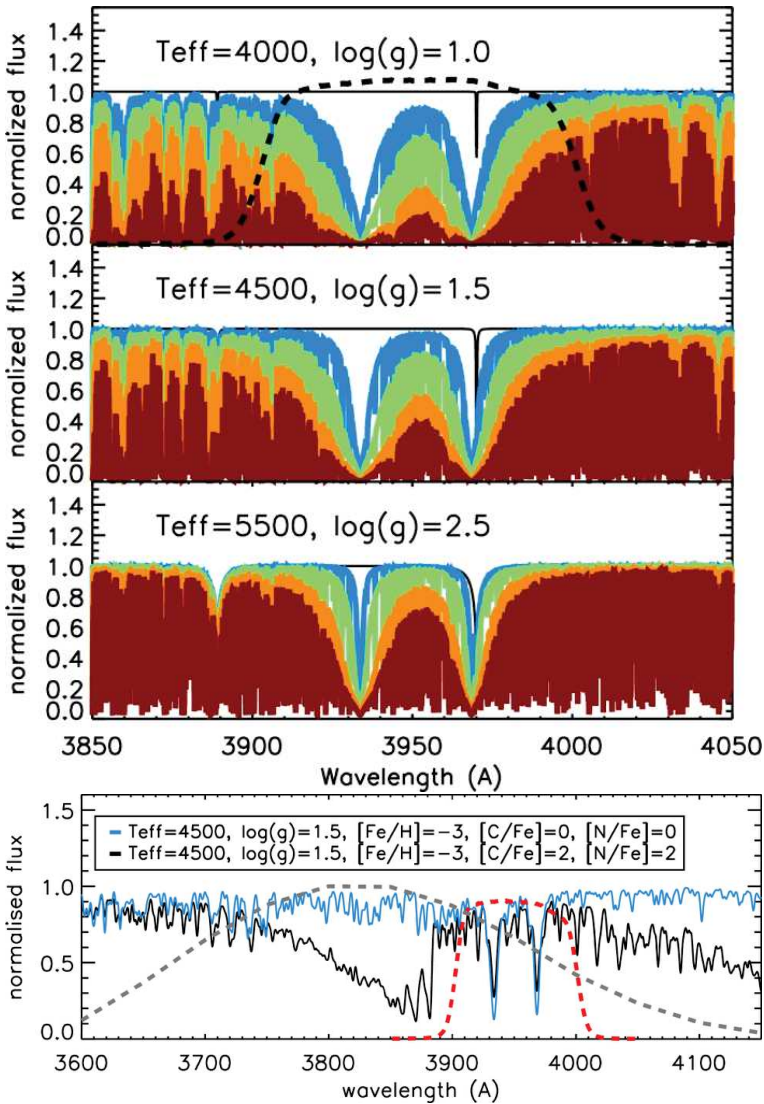 Teff=4000, log(g)=1.0
normalized flux
1.4
1.2
1.0
0.8
0.6
0.4
0.2
0.0
Teff=4500, log(g)=1.5
normalized flux
1.4
1.2
1.0
0.8
0.6
0.4
0.2
0.0
Teff=5500, log(g)=2.5
normalized flux
1.4
1.2
1.0
0.8
0.6
0.4
0.2
0.0
3850 3900 3950 4000 4050
Wavelength (A)
Teff=4500, log(g)=1.5, [Fe/H]=-3, [C/Fe]=0, [N/Fe]=0
Teff=4500, log(g)=1.5, [Fe/H]=-3, [C/Fe]=2, [N/Fe]=2
normalised flux
1.5
1.0
0.5
0.0
3600 3700 3800 3900 4000 4100
wavelength (A)